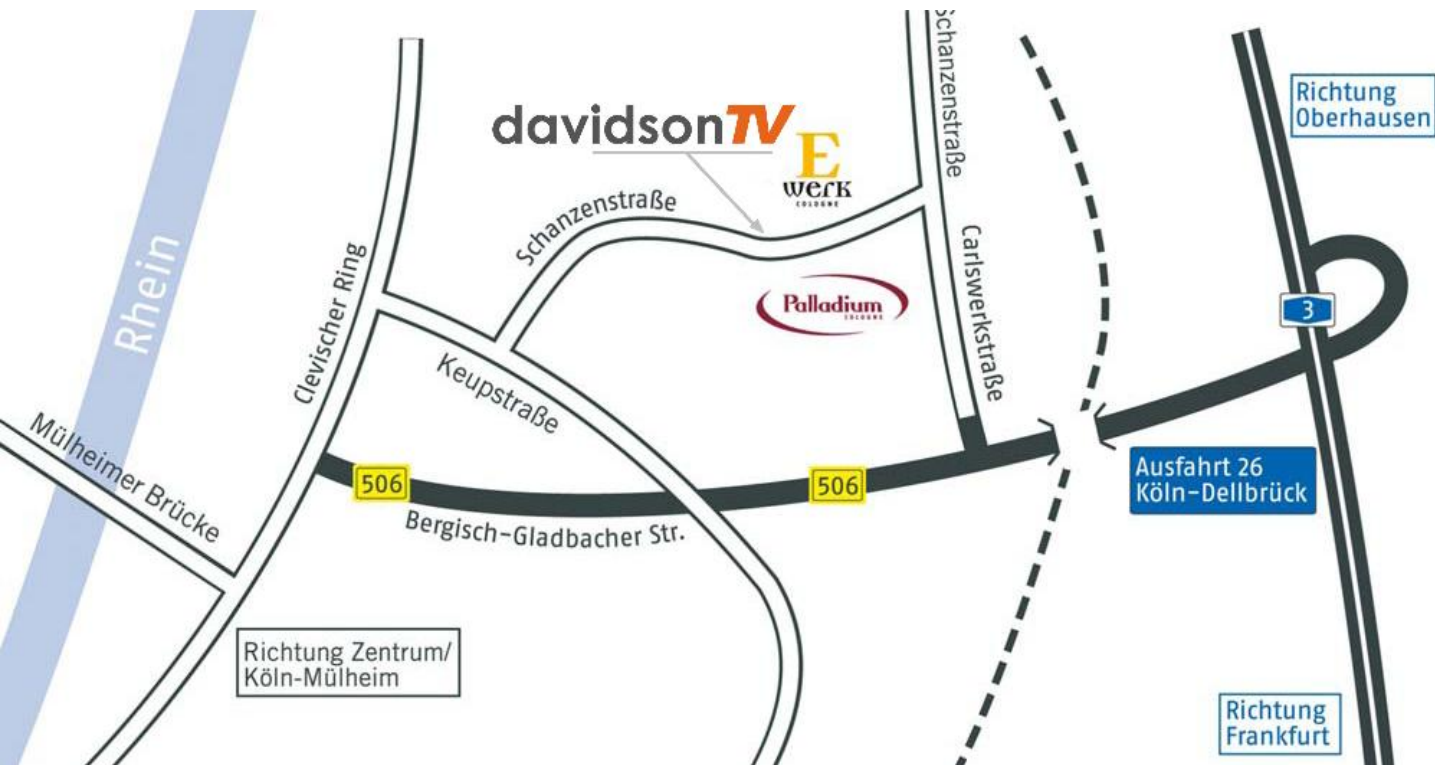 Schanzenstraße
Richtung
Oberhausen
davidsonTV
E
WERK
COLOGNE
Schanzenstraße
Rhein
Clevischer Ring
Carlswerkstraße
Palladium
COLOGNE
3
Keupstraße
Mülheimer Brücke
506
506
Ausfahrt 26
Köln-Dellbrück
Bergisch-Gladbacher Str.
Richtung Zentrum/
Köln-Mülheim
Richtung
Frankfurt